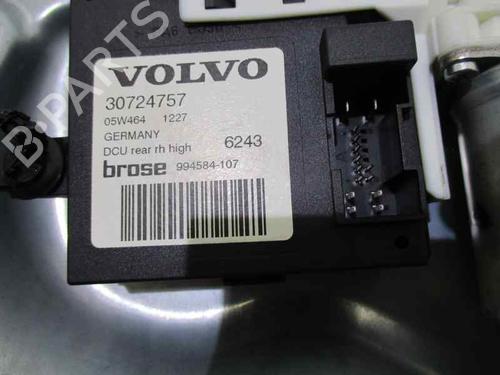 VOLVO
30724757
05W464 1227
GERMANY
DCU rear rh high 6243
brose 994584-107
B-PARTS